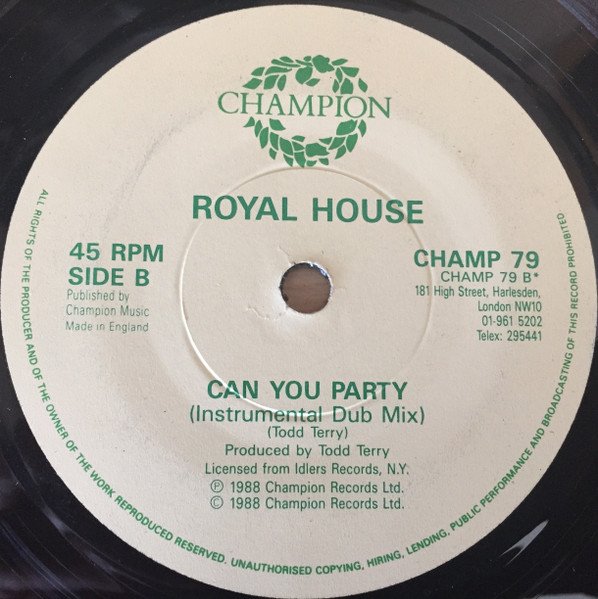 CHAMPION
ROYAL HOUSE
45 RPM
SIDE B
Published by
Champion Music
Made in England
CHAMP 79
CHAMP 79 B*
181 High Street, Harlesden,
London NW10
01-961 5202
Telex: 295441
CAN YOU PARTY
(Instrumental Dub Mix)
(Todd Terry)
Produced by Todd Terry
Licensed from Idlers Records, N.Y.
℗ 1988 Champion Records Ltd.
© 1988 Champion Records Ltd.
ALL RIGHTS OF THE PRODUCER AND OF THE OWNER OF THE WORK REPRODUCED RESERVED. UNAUTHORISED COPYING, HIRING, LENDING, PUBLIC PERFORMANCE AND BROADCASTING OF THIS RECORD PROHIBITED